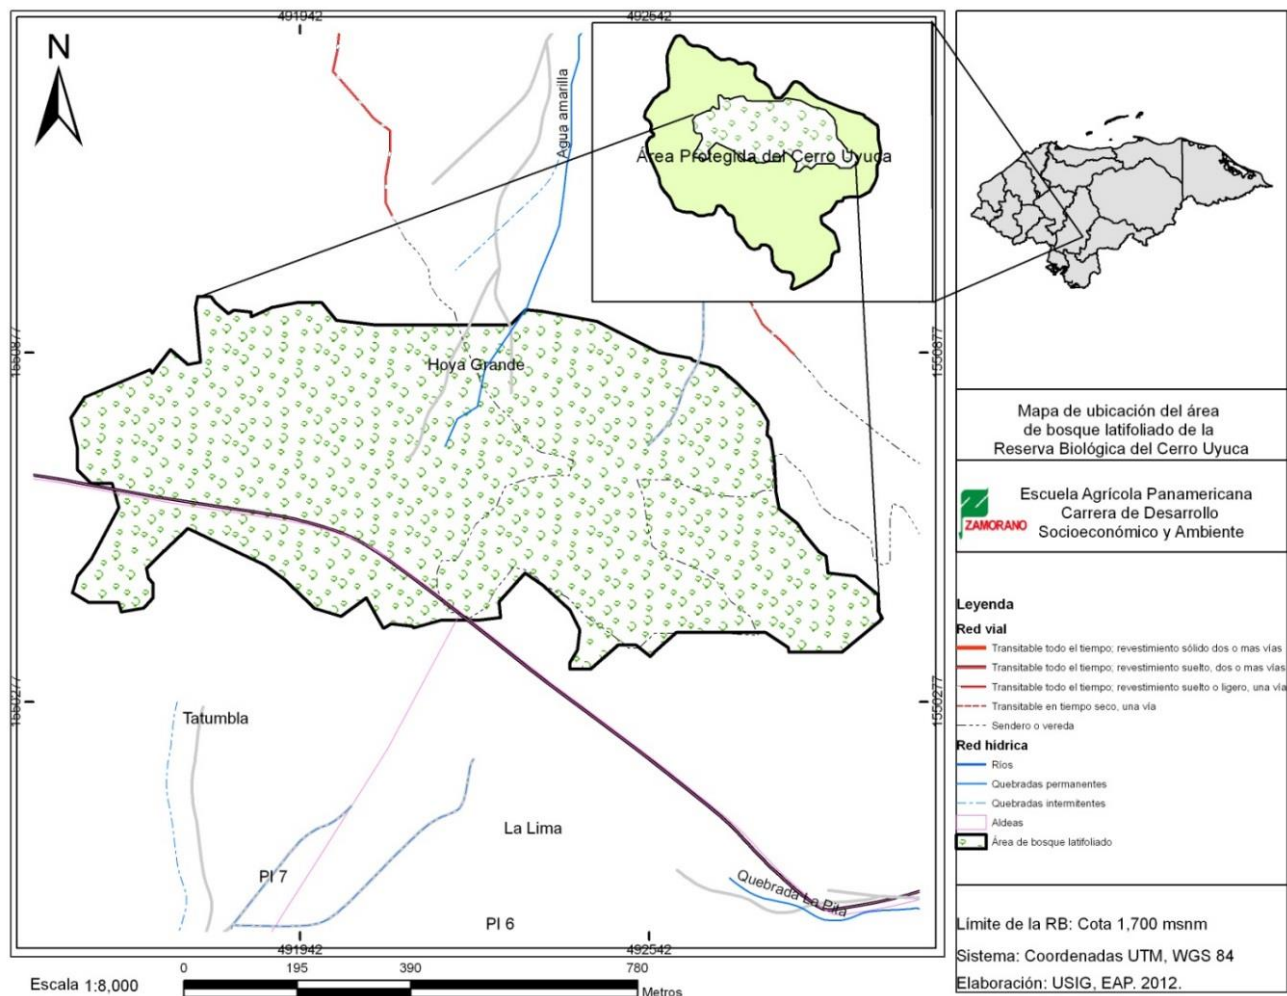 491942
492542
N
Agua amarilla
Área Protegida del Cerro Uyuca
1550877
1550877
Hoya Grande
Tatumbla
1550277
1550277
La Lima
PI 7
Quebrada La Pita
PI 6
491942
492542
Escala 1:8,000
0 195 390 780
Metros
Mapa de ubicación del área
de bosque latifoliado de la
Reserva Biológica del Cerro Uyuca
ZAMORANO
Escuela Agrícola Panamericana
Carrera de Desarrollo
Socioeconómico y Ambiente
Leyenda
Red vial
Transitable todo el tiempo; revestimiento sólido dos o mas vías
Transitable todo el tiempo; revestimiento suelto, dos o mas vías
Transitable todo el tiempo; revestimiento suelto o ligero, una vía
Transitable en tiempo seco, una vía
Sendero o vereda
Red hídrica
Ríos
Quebradas permanentes
Quebradas intermitentes
Aldeas
Área de bosque latifoliado
Límite de la RB: Cota 1,700 msnm
Sistema: Coordenadas UTM, WGS 84
Elaboración: USIG, EAP. 2012.